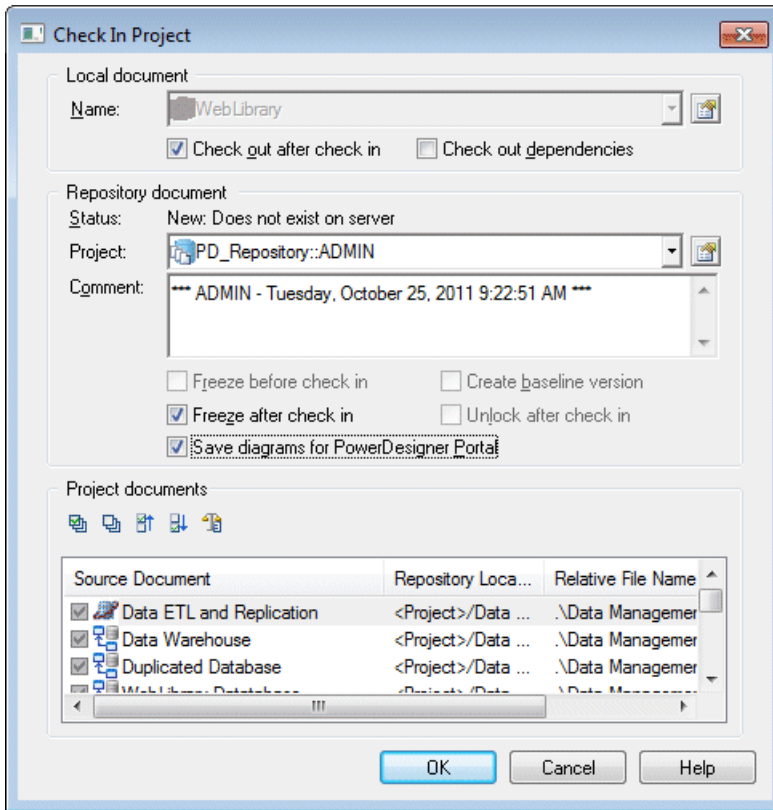 Check In Project
Local document
Name: WebLibrary
Check out after check in Check out dependencies
Repository document
Status: New: Does not exist on server
Project: PD_Repository::ADMIN
Comment: *** ADMIN - Tuesday, October 25, 2011 9:22:51 AM ***
Freeze before check in Create baseline version
Freeze after check in Unlock after check in
Save diagrams for PowerDesigner Portal
Project documents
Source Document Repository Loca... Relative File Name
Data ETL and Replication <Project>/Data ... .\Data Managemer
Data Warehouse <Project>/Data ... .\Data Managemer
Duplicated Database <Project>/Data ... .\Data Managemer
OK Cancel Help